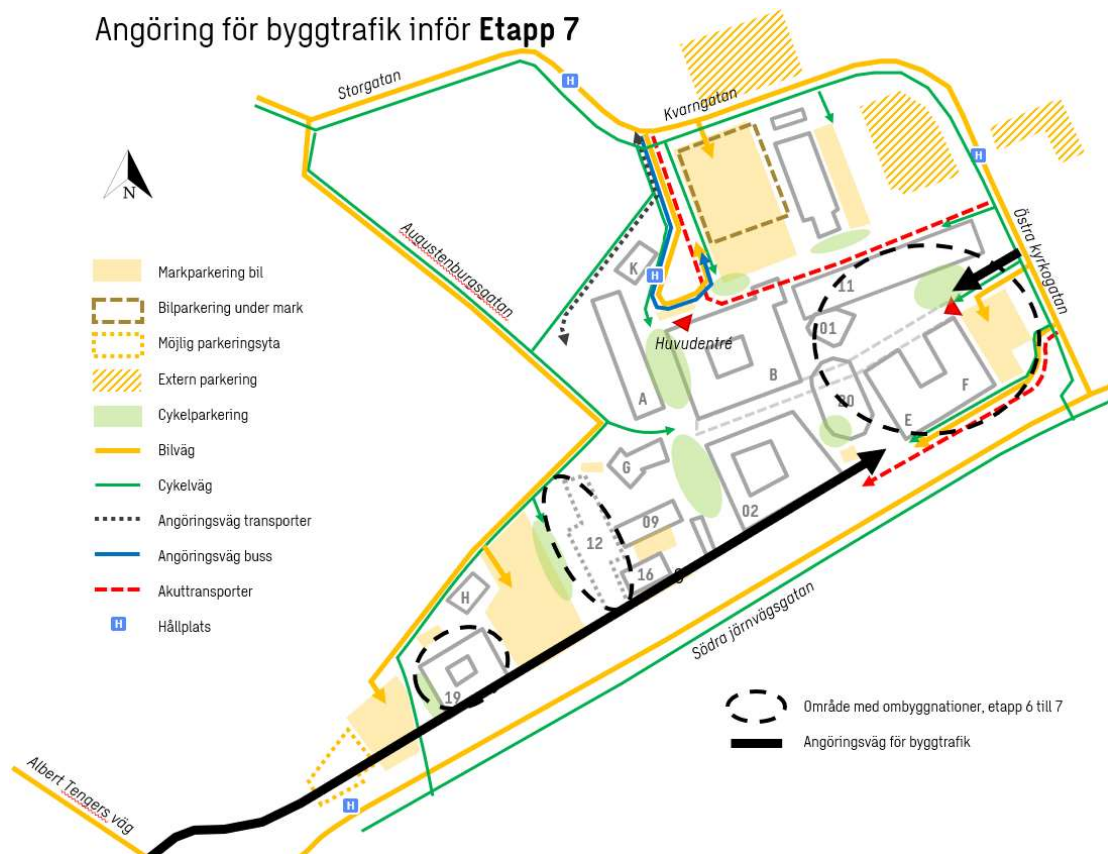 Angöring för byggtrafik inför Etapp 7
Storgatan
H
Kvarngatan
H
N
Augustenburgsgatan
Östra kyrkogatan
Markparkering bil
Bilparkering under mark
Möjlig parkeringsyta
Extern parkering
Cykelparkering
Bilväg
Cykelväg
Angöringsväg transporter
Angöringsväg buss
Akuttransporter
H Hållplats
K
H
11
01
Huvudentré
A
B
F
E
G
02
09
12
16
H
19
Södra järnvägsgatan
Område med ombyggnationer, etapp 6 till 7
Angöringsväg för byggtrafik
Albert Tengers väg
H